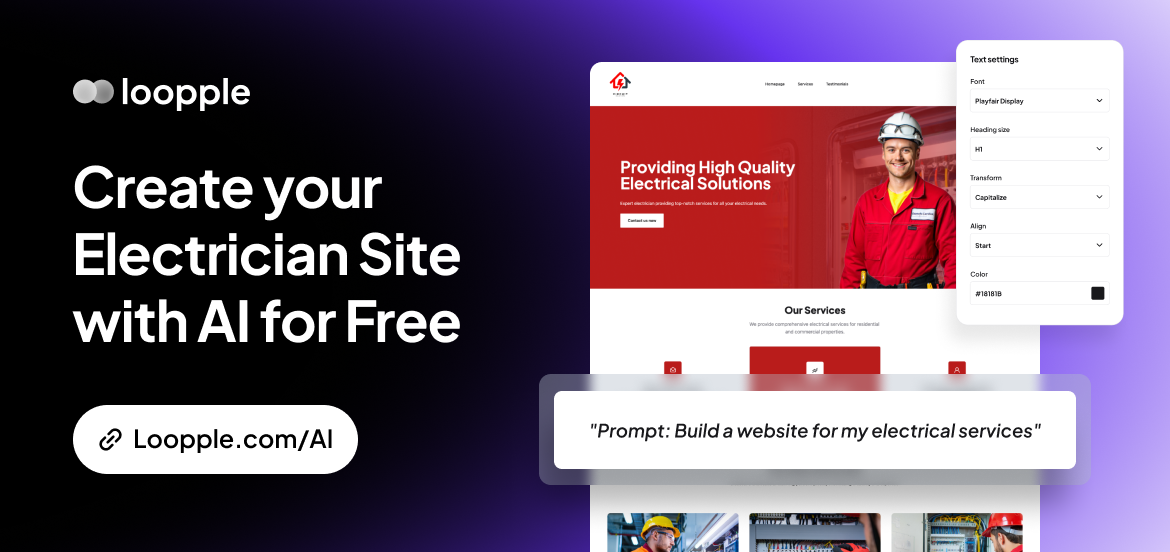 loopple
Create your
Electrician Site
with AI for Free
Loopple.com/AI
Homepage
Services
Testimonials
Providing High Quality
Electrical Solutions
Expert electrician providing top-notch services for all your electrical needs.
Contact us now
Our Services
We provide comprehensive electrical services for residential
and commercial properties.
"Prompt: Build a website for my electrical services"
Text settings
Font
Playfair Display
Heading size
H1
Transform
Capitalize
Align
Start
Color
#18181B